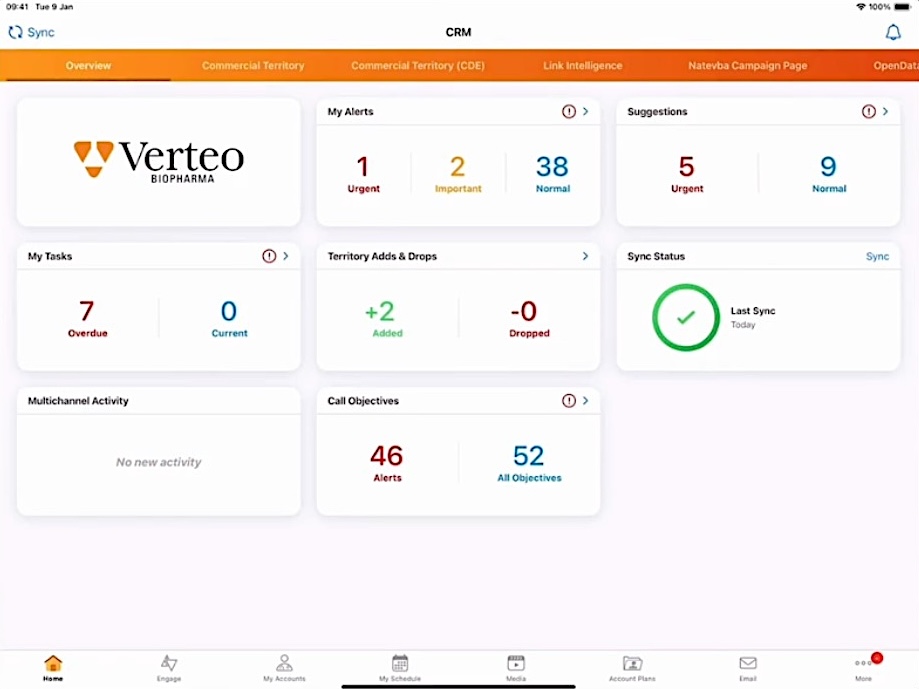 09:41 Tue 9 Jan
100%
Sync
CRM
Overview
Commercial Territory
Commercial Territory (CDE)
Link Intelligence
Natevba Campaign Page
OpenData
Verteo
BIOPHARMA
My Alerts
1
Urgent
2
Important
38
Normal
Suggestions
5
Urgent
9
Normal
My Tasks
7
Overdue
0
Current
Territory Adds & Drops
+2
Added
-0
Dropped
Sync Status
Sync
Last Sync
Today
Multichannel Activity
No new activity
Call Objectives
46
Alerts
52
All Objectives
Home
Engage
My Accounts
My Schedule
Media
Account Plans
Email
More